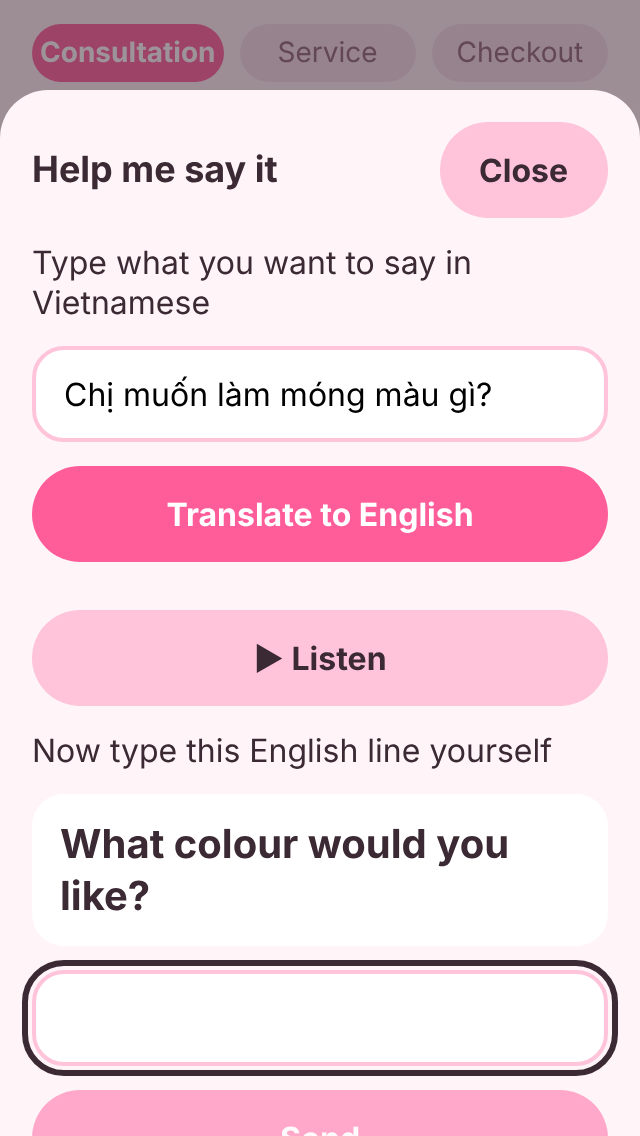 Consultation
Service
Checkout
Help me say it
Close
Type what you want to say in
Vietnamese
Chị muốn làm móng màu gì?
Translate to English
▶ Listen
Now type this English line yourself
What colour would you
like?
Send